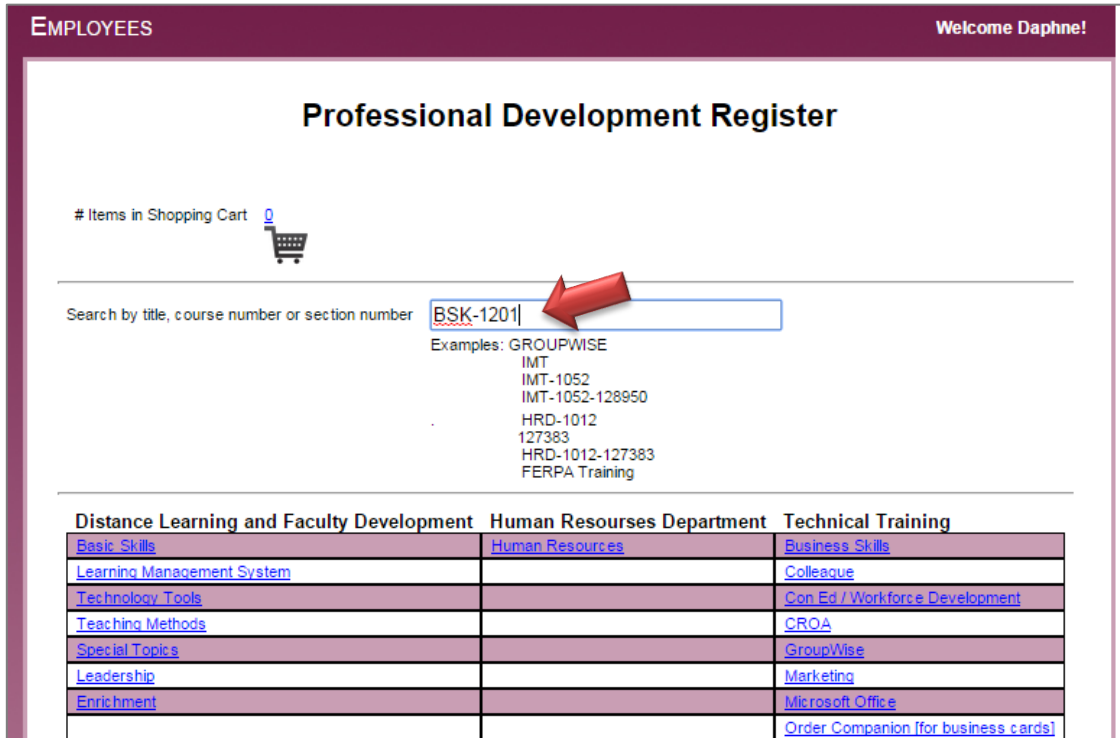 EMPLOYEES Welcome Daphne!
Professional Development Register
# Items in Shopping Cart 0
Search by title, course number or section number BSK-1201
Examples: GROUPWISE
IMT
IMT-1052
IMT-1052-128950
. HRD-1012
127383
HRD-1012-127383
FERPA Training
Distance Learning and Faculty Development Human Resourses Department Technical Training
Basic Skills Human Resources Business Skills
Learning Management System Colleague
Technology Tools Con Ed / Workforce Development
Teaching Methods CROA
Special Topics GroupWise
Leadership Marketing
Enrichment Microsoft Office
Order Companion [for business cards]